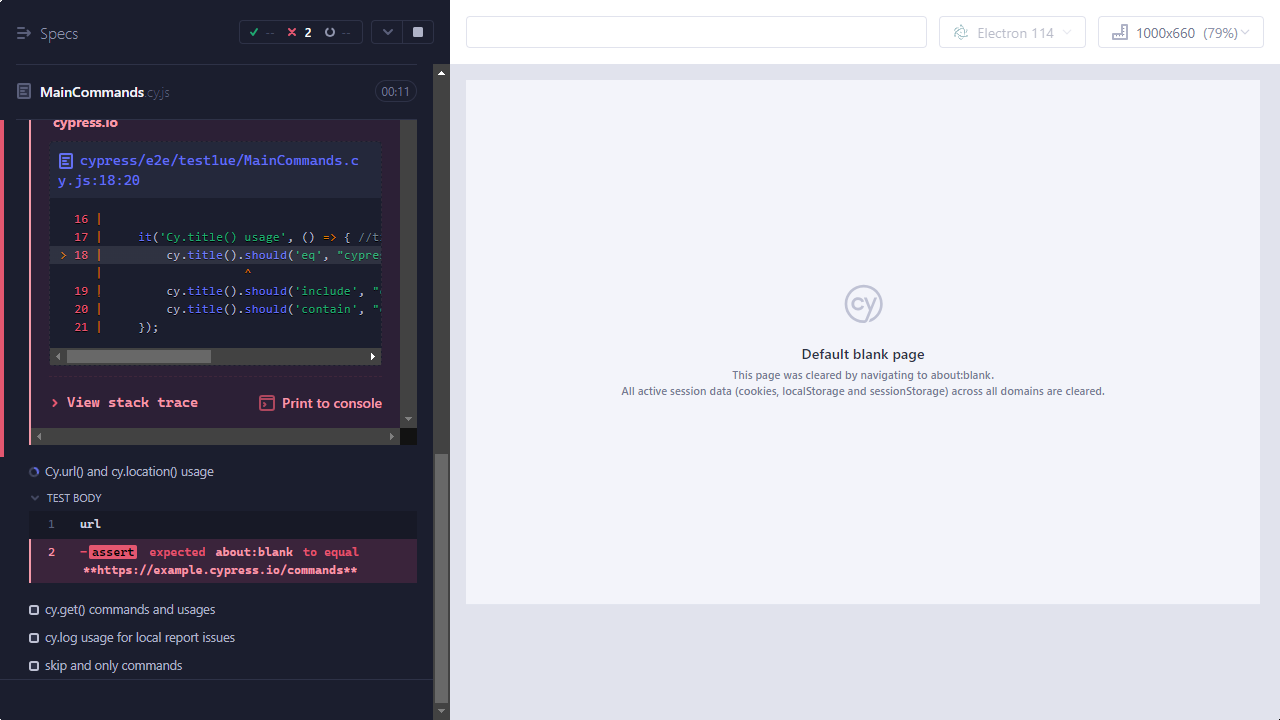 Specs
-- 2 --
Electron 114
1000x660 (79%)
MainCommands.cy.js
00:11
cypress.io
cypress/e2e/test1ue/MainCommands.c
y.js:18:20
16 |
17 | it('Cy.title() usage', () => { //t
> 18 | cy.title().should('eq', "cypre
| ^
19 | cy.title().should('include', "
20 | cy.title().should('contain', "
21 | });
> View stack trace
Print to console
Cy.url() and cy.location() usage
TEST BODY
1 url
2 -assert expected about:blank to equal
**https://example.cypress.io/commands**
cy.get() commands and usages
cy.log usage for local report issues
skip and only commands
cy
Default blank page
This page was cleared by navigating to about:blank.
All active session data (cookies, localStorage and sessionStorage) across all domains are cleared.